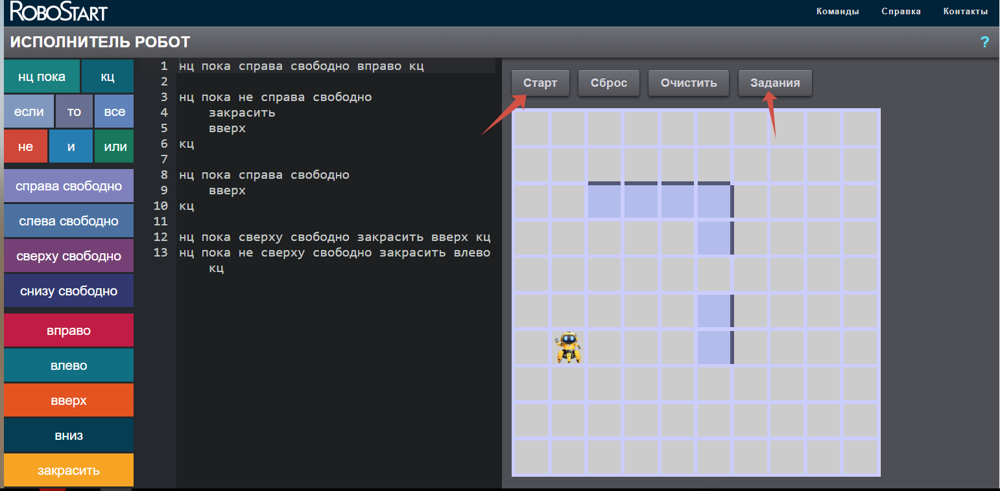 ROBOSTART
Команды Справка Контакты
ИСПОЛНИТЕЛЬ РОБОТ ?
нц пока кц
если то все
не и или
справа свободно
слева свободно
сверху свободно
снизу свободно
вправо
влево
вверх
вниз
закрасить
1 нц пока справа свободно вправо кц
2
3 нц пока не справа свободно
4 закрасить
5 вверх
6 кц
7
8 нц пока справа свободно
9 вверх
10 кц
11
12 нц пока сверху свободно закрасить вверх кц
13 нц пока не сверху свободно закрасить влево
кц
Старт Сброс Очистить Задания